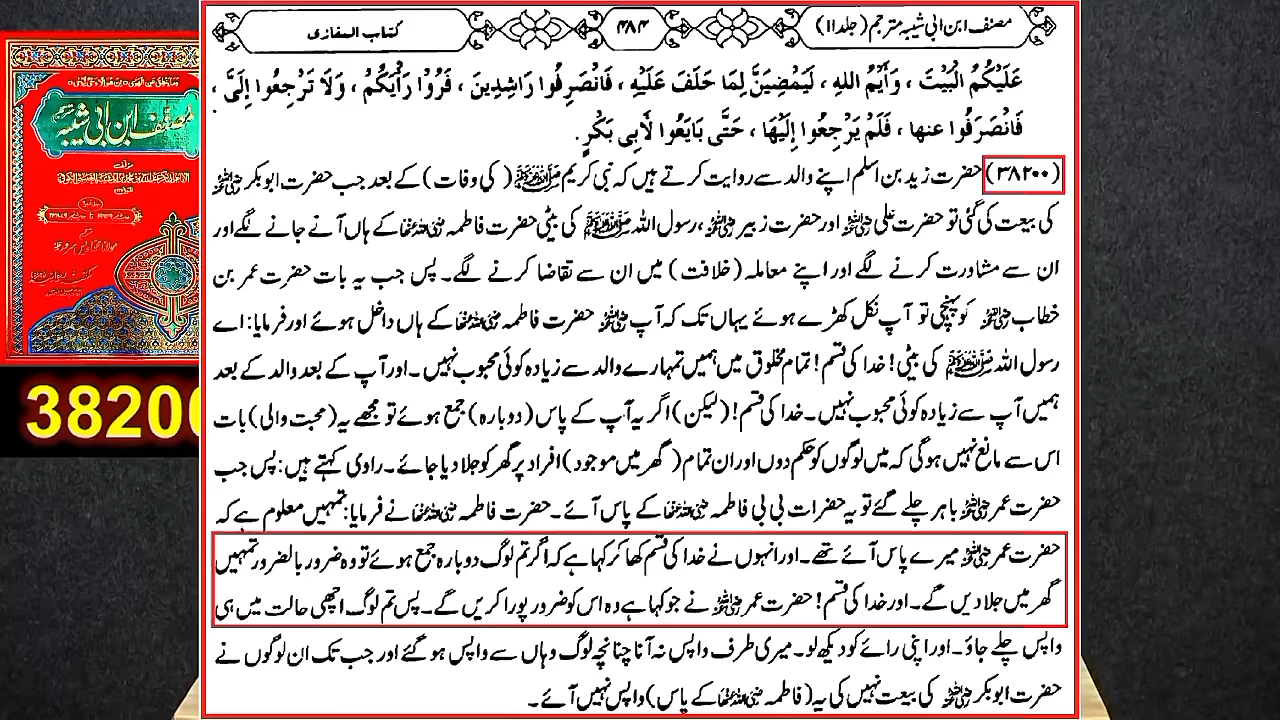 مصنف ابن ابی شیبہ مترجم (جلد ۱۱)
۴۸۴
کتاب المغازی
عَلَيْكُمُ الْبَيْتَ ، وَأَيْمُ اللهِ ، لَيَمْضِيَنَّ لِمَا حَلَفَ عَلَيْهِ ، فَانْصَرِفُوا رَاشِدِينَ ، فَرُوْا رَأْيَكُمْ ، وَلَا تَرْجِعُوا إِلَيَّ ،
فَانْصَرَفُوا عنها ، فَلَمْ يَرْجِعُوا إِلَيْهَا ، حَتَّى بَايَعُوا لَأَبِى بَكْرٍ.
(۳۸۲۰۰) حضرت زید بن اسلم اپنے والد سے روایت کرتے ہیں کہ نبی کریم ﷺ (کی وفات) کے بعد جب حضرت ابوبکر رضی اللہ عنہ
کی بیعت کی گئی تو حضرت علی رضی اللہ عنہ اور حضرت زبیر رضی اللہ عنہ، رسول اللہ ﷺ کی بیٹی حضرت فاطمہ رضی اللہ عنہا کے ہاں آنے جانے لگے اور
ان سے مشاورت کرنے لگے اور اپنے معاملہ (خلافت) میں ان سے تقاضا کرنے لگے۔ پس جب یہ بات حضرت عمر بن
خطاب رضی اللہ عنہ کو پہنچی تو آپ نکل کھڑے ہوئے یہاں تک کہ آپ رضی اللہ عنہ حضرت فاطمہ رضی اللہ عنہا کے ہاں داخل ہوئے اور فرمایا: اے
رسول اللہ ﷺ کی بیٹی! خدا کی قسم! تمام مخلوق میں ہمیں تمہارے والد سے زیادہ کوئی محبوب نہیں۔ اور آپ کے بعد والد کے بعد
ہمیں آپ سے زیادہ کوئی محبوب نہیں۔ خدا کی قسم! (لیکن) اگر یہ آپ کے پاس (دوبارہ) جمع ہوئے تو مجھے یہ (محبت والی) بات
اس سے مانع نہیں ہوگی کہ میں لوگوں کو حکم دوں اور ان تمام (گھر میں موجود) افراد پر گھر کو جلا دیا جائے۔ راوی کہتے ہیں: پس جب
حضرت عمر رضی اللہ عنہ باہر چلے گئے تو یہ حضرات بی بی فاطمہ رضی اللہ عنہا کے پاس آئے۔ حضرت فاطمہ رضی اللہ عنہا نے فرمایا: تمہیں معلوم ہے کہ
حضرت عمر رضی اللہ عنہ میرے پاس آئے تھے۔ اور انہوں نے خدا کی قسم کھا کر کہا ہے کہ اگر تم لوگ دوبارہ جمع ہوئے تو وہ ضرور بالضرور تمہیں
گھر میں جلا دیں گے۔ اور خدا کی قسم! حضرت عمر رضی اللہ عنہ نے جو کہا ہے وہ اس کو ضرور پورا کریں گے۔ پس تم لوگ اچھی حالت میں ہی
واپس چلے جاؤ۔ اور اپنی رائے کو دیکھ لو۔ میری طرف واپس نہ آنا چنانچہ لوگ وہاں سے واپس ہو گئے اور جب تک ان لوگوں نے
حضرت ابوبکر رضی اللہ عنہ کی بیعت نہیں کی یہ (فاطمہ رضی اللہ عنہا کے پاس) واپس نہیں آئے۔
مصنف ابن ابی شیبہ
38200